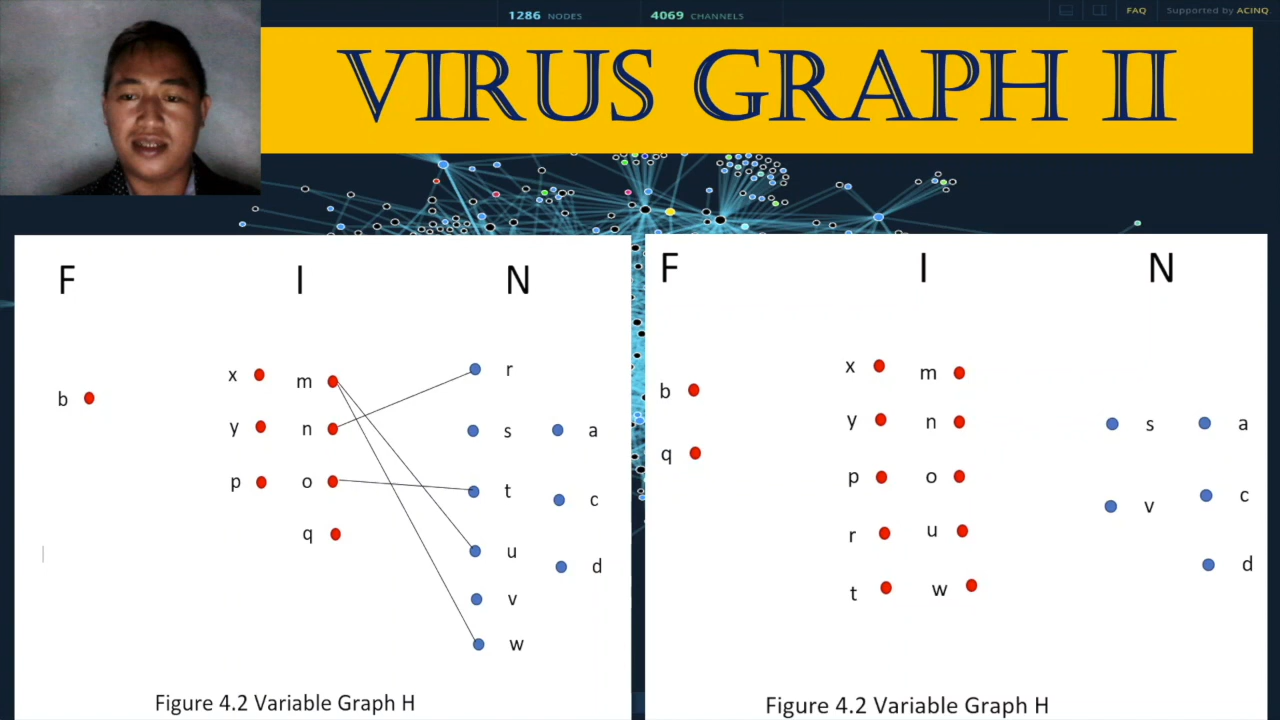 1286 NODES
4069 CHANNELS
FAQ
Supported by ACINQ
VIRUS GRAPH II
F I N
x m r
b
y n s a
p o t c
q
u d
v
w
Figure 4.2 Variable Graph H
F I N
x m
b
y n s a
q
p o c
v
r u
d
t w
Figure 4.2 Variable Graph H